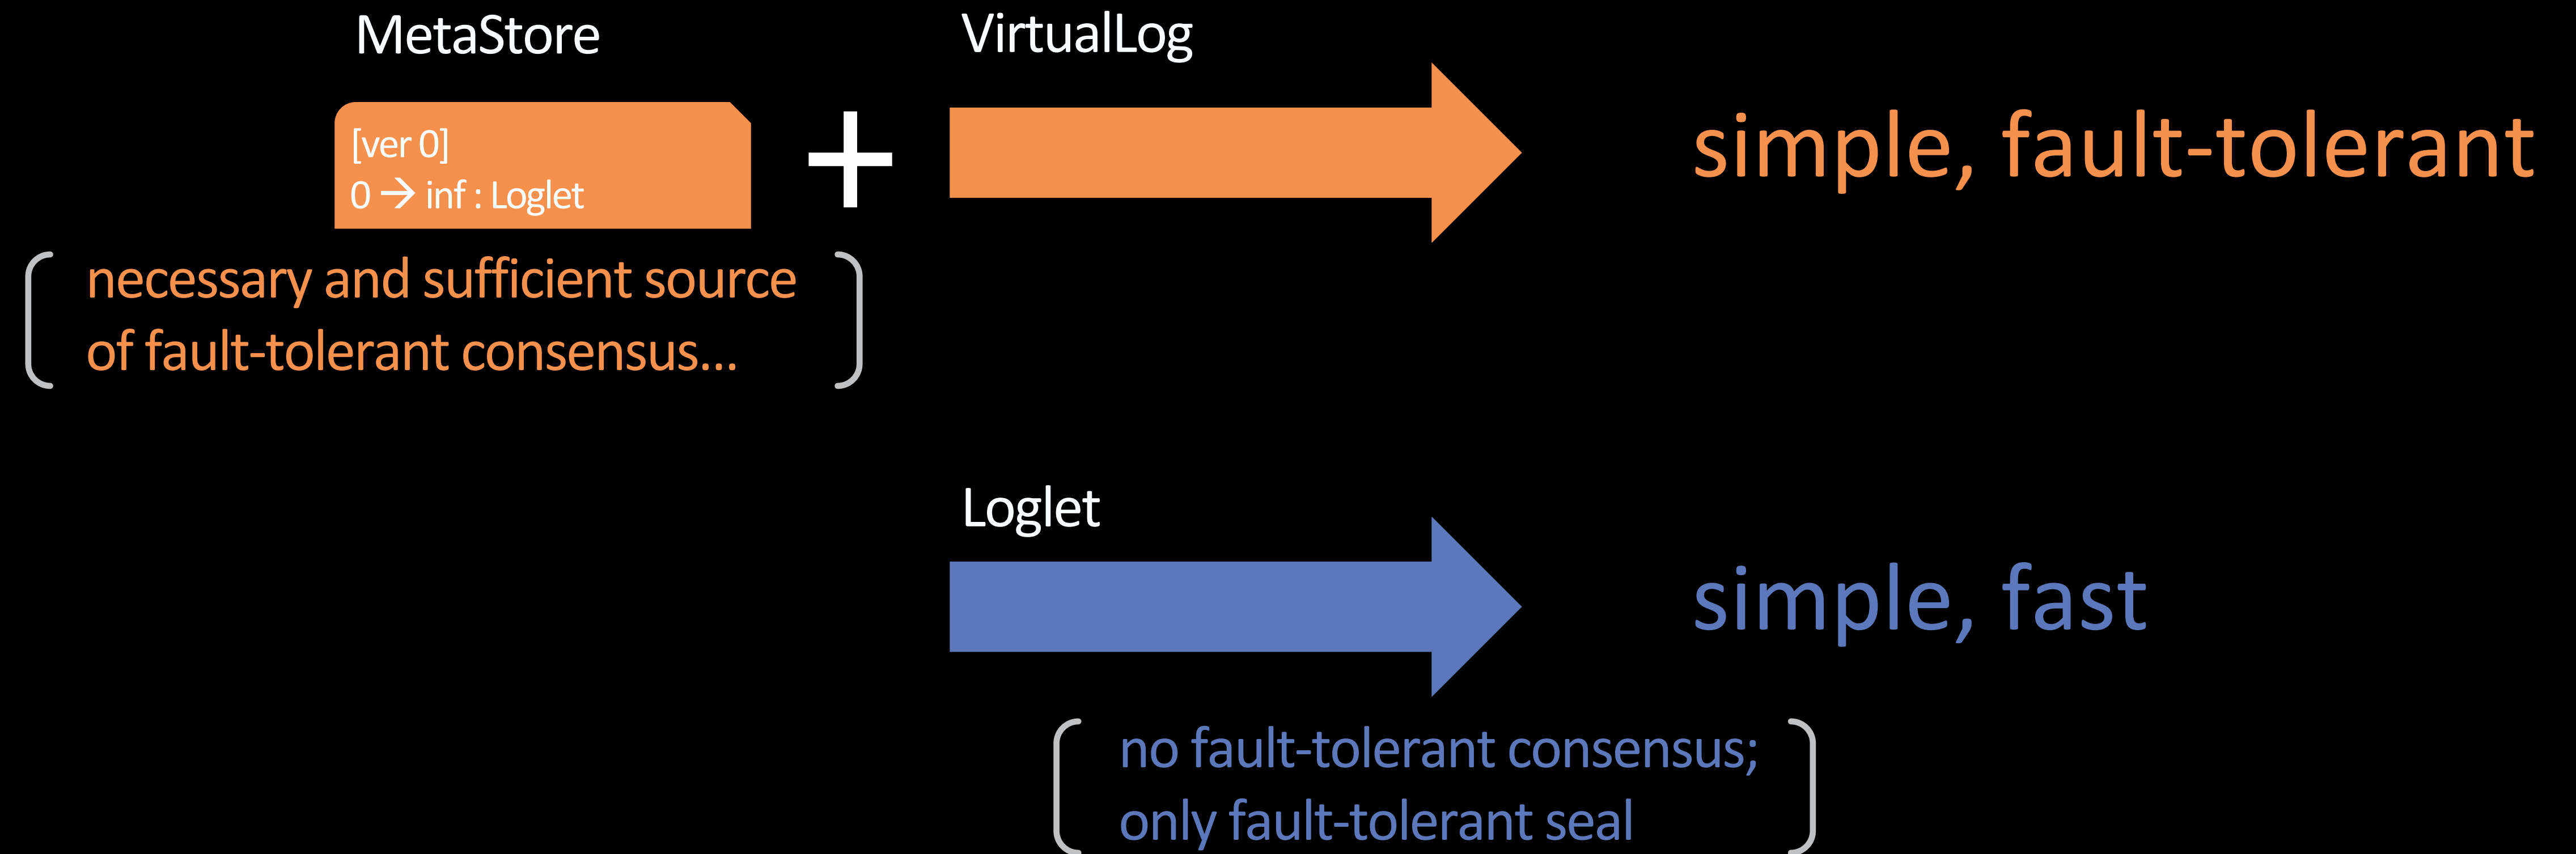 MetaStore
VirtualLog
[ver 0]
0 → inf : Loglet
+
simple, fault-tolerant
necessary and sufficient source
of fault-tolerant consensus...
Loglet
simple, fast
no fault-tolerant consensus;
only fault-tolerant seal